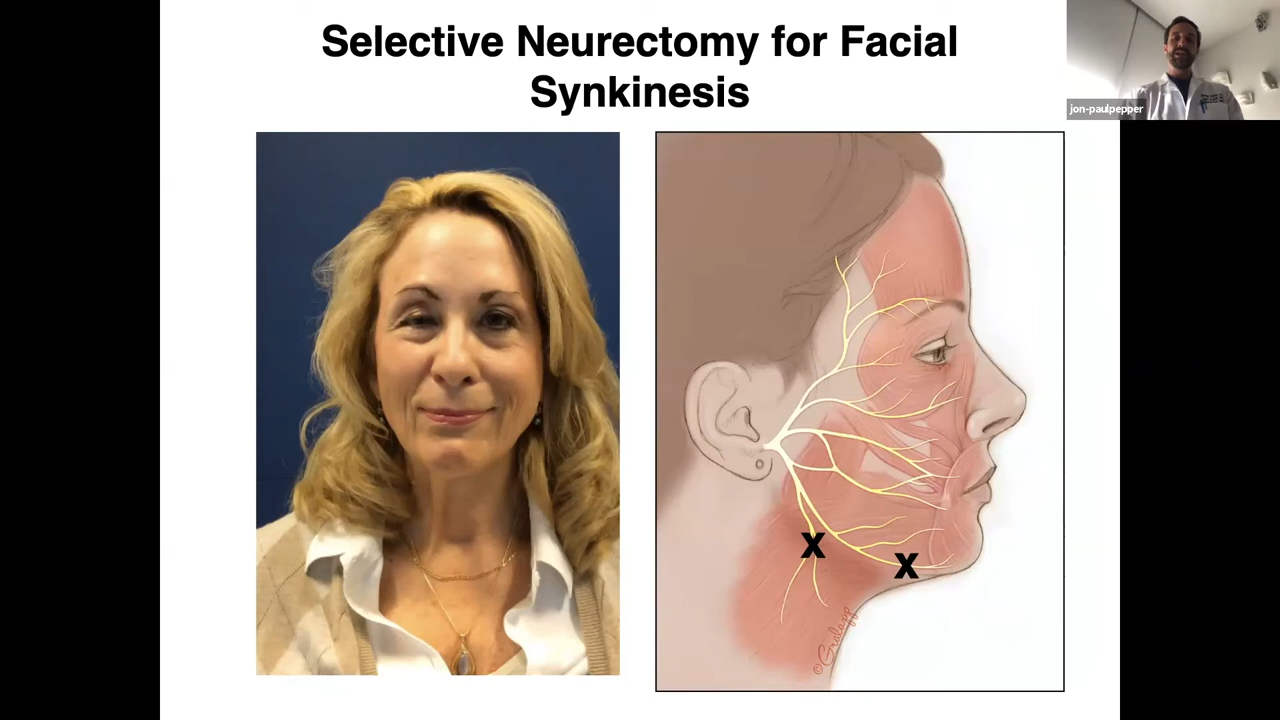 Selective Neurectomy for Facial
Synkinesis
jon-paulpepper
X
X